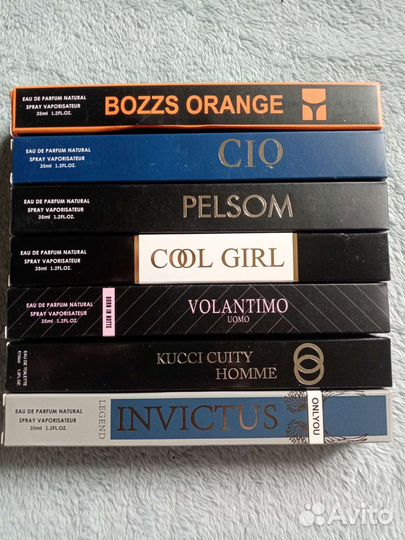 EAU DE PARFUM NATURAL
SPRAY VAPORISATEUR
35ml 1.2FL.OZ.
BOZZS ORANGE
EAU DE PARFUM NATURAL
SPRAY VAPORISATEUR
35ml 1.2FL.OZ.
CIQ
EAU DE PARFUM NATURAL
SPRAY VAPORISATEUR
35ml 1.2FL.OZ.
PELSOM
EAU DE PARFUM NATURAL
SPRAY VAPORISATEUR
35ml 1.2FL.OZ.
COOL GIRL
EAU DE PARFUM NATURAL
SPRAY VAPORISATEUR
35ml 1.2FL.OZ.
BORN IN BOTTE
VOLANTIMO
UOMO
EAU DE TOILETTE
KUCCI CUITY
HOMME
EAU DE PARFUM NATURAL
SPRAY VAPORISATEUR
35ml 1.2FL.OZ.
LEGEND
INVICTUS
ONLYOU
Avito